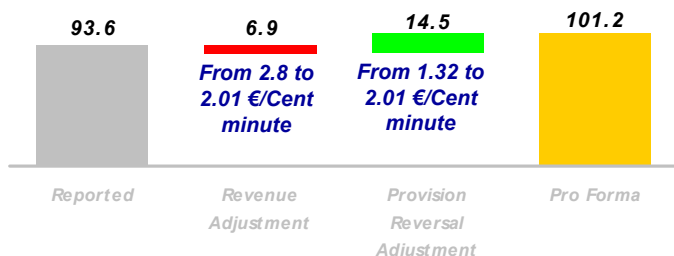 93.6
6.9
14.5
101.2
From 2.8 to
2.01 €/Cent
minute
From 1.32 to
2.01 €/Cent
minute
Reported
Revenue
Adjustment
Provision
Reversal
Adjustment
Pro Forma